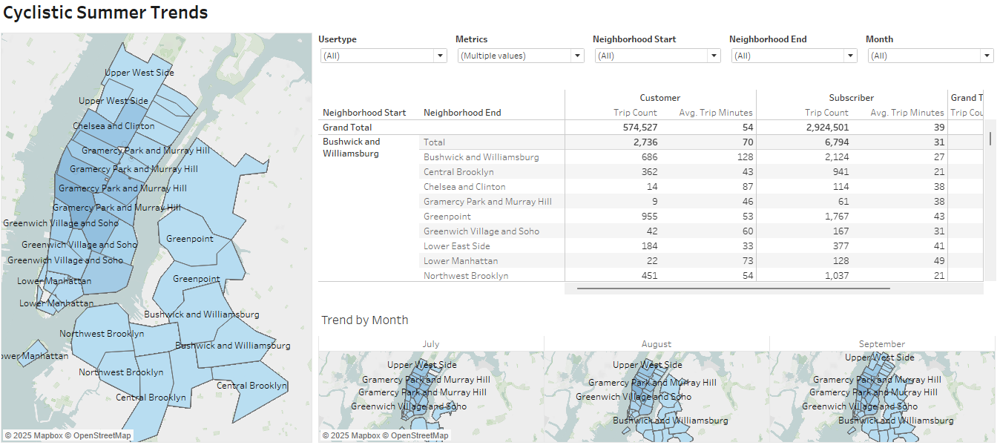 Cyclistic Summer Trends
Upper West Side
Upper West Side
Chelsea and Clinton
Gramercy Park and Murray Hill
Gramercy Park and Murray Hill
Gramercy Park and Murray Hill
Gramercy Park and Murray Hill
Greenwich Village and Soho
Greenpoint
Greenwich Village and Soho
Greenwich Village and Soho
Greenpoint
Lower Manhattan
Lower Manhattan
Bushwick and Williamsburg
Northwest Brooklyn
Bushwick and Williamsburg
ower Manhattan
Northwest Brooklyn
Central Brooklyn
Central Brooklyn
© 2025 Mapbox © OpenStreetMap
Usertype Metrics Neighborhood Start Neighborhood End Month
(All) (Multiple values) (All) (All) (All)
Customer Subscriber Grand T
Neighborhood Start Neighborhood End Trip Count Avg. Trip Minutes Trip Count Avg. Trip Minutes Trip Cou
Grand Total 574,527 54 2,924,501 39
Bushwick and Williamsburg Total 2,736 70 6,794 31
Bushwick and Williamsburg 686 128 2,124 27
Central Brooklyn 362 43 941 21
Chelsea and Clinton 14 87 114 38
Gramercy Park and Murray Hill 9 46 61 38
Greenpoint 955 53 1,767 43
Greenwich Village and Soho 42 60 167 31
Lower East Side 184 33 377 41
Lower Manhattan 22 73 128 49
Northwest Brooklyn 451 54 1,037 21
Trend by Month
July August September
Upper West Side
Gramercy Park and Murray Hill
Gramercy Park and Murray Hill
Greenwich Village and Soho
© 2025 Mapbox © OpenStreetMap
Upper West Side
Gramercy Park and Murray Hill
Greenwich Village and Soho
Bushwick and Williamsburg
Upper West Side
Gramercy Park and Murray Hill
Gramercy Park and Murray Hill
Greenwich Village and Soho
Bushwick and Williamsburg